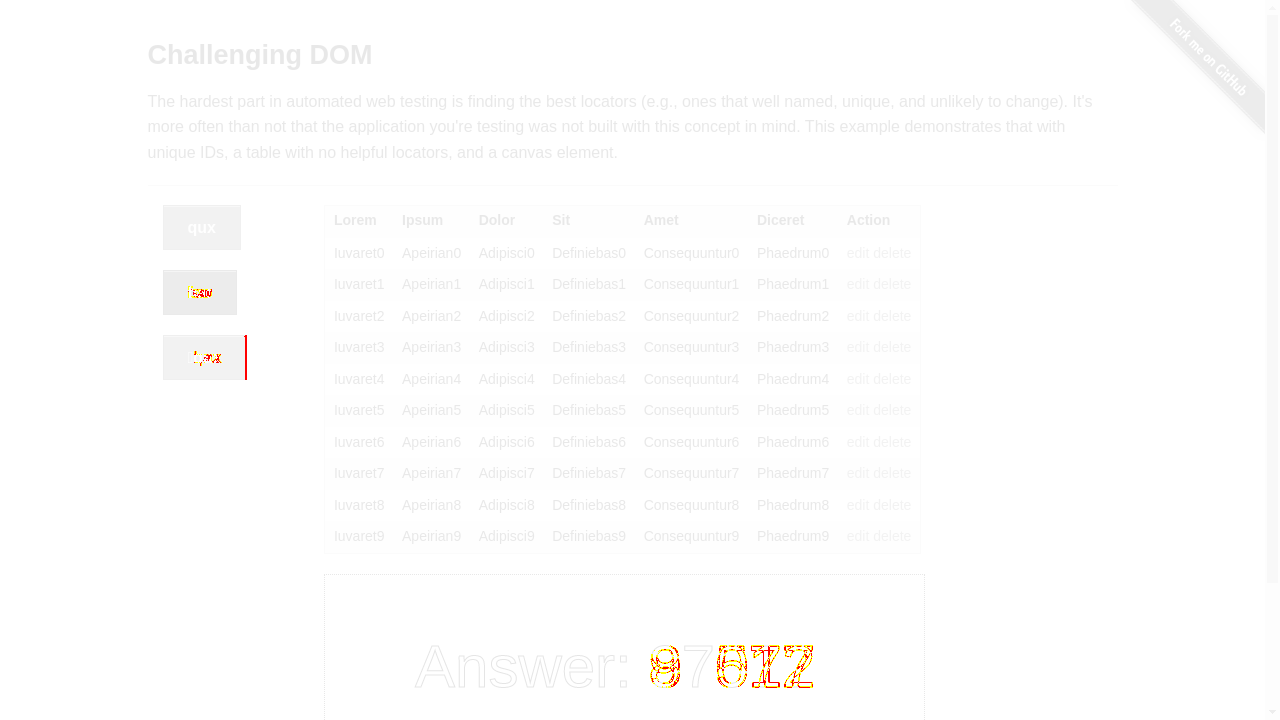 Fork me on GitHub
Challenging DOM
The hardest part in automated web testing is finding the best locators (e.g., ones that well named, unique, and unlikely to change). It's
more often than not that the application you're testing was not built with this concept in mind. This example demonstrates that with
unique IDs, a table with no helpful locators, and a canvas element.
qux
Lorem Ipsum Dolor Sit Amet Diceret Action
Iuvaret0 Apeirian0 Adipisci0 Definiebas0 Consequuntur0 Phaedrum0 edit delete
Iuvaret1 Apeirian1 Adipisci1 Definiebas1 Consequuntur1 Phaedrum1 edit delete
Iuvaret2 Apeirian2 Adipisci2 Definiebas2 Consequuntur2 Phaedrum2 edit delete
Iuvaret3 Apeirian3 Adipisci3 Definiebas3 Consequuntur3 Phaedrum3 edit delete
Iuvaret4 Apeirian4 Adipisci4 Definiebas4 Consequuntur4 Phaedrum4 edit delete
Iuvaret5 Apeirian5 Adipisci5 Definiebas5 Consequuntur5 Phaedrum5 edit delete
Iuvaret6 Apeirian6 Adipisci6 Definiebas6 Consequuntur6 Phaedrum6 edit delete
Iuvaret7 Apeirian7 Adipisci7 Definiebas7 Consequuntur7 Phaedrum7 edit delete
Iuvaret8 Apeirian8 Adipisci8 Definiebas8 Consequuntur8 Phaedrum8 edit delete
Iuvaret9 Apeirian9 Adipisci9 Definiebas9 Consequuntur9 Phaedrum9 edit delete
Answer: